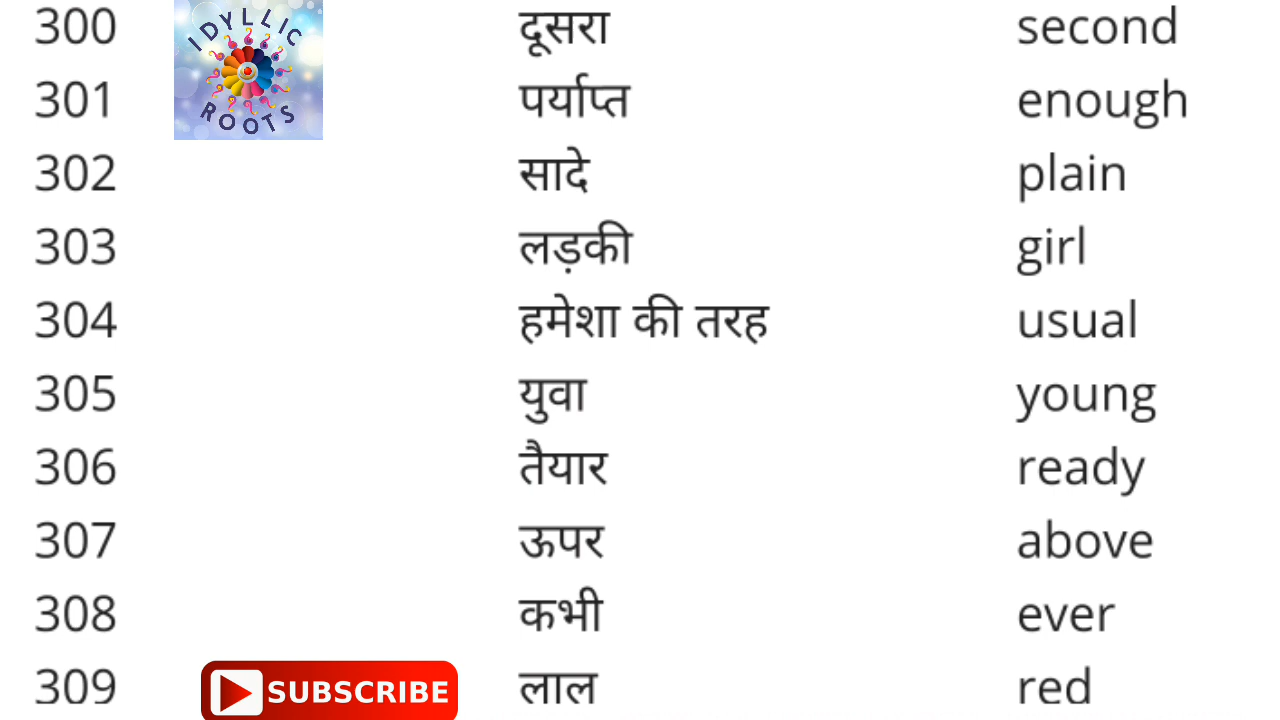 300 दूसरा second
IDYLLIC
ROOTS
301 पर्याप्त enough
302 सादे plain
303 लड़की girl
304 हमेशा की तरह usual
305 युवा young
306 तैयार ready
307 ऊपर above
308 कभी ever
309 लाल red
SUBSCRIBE